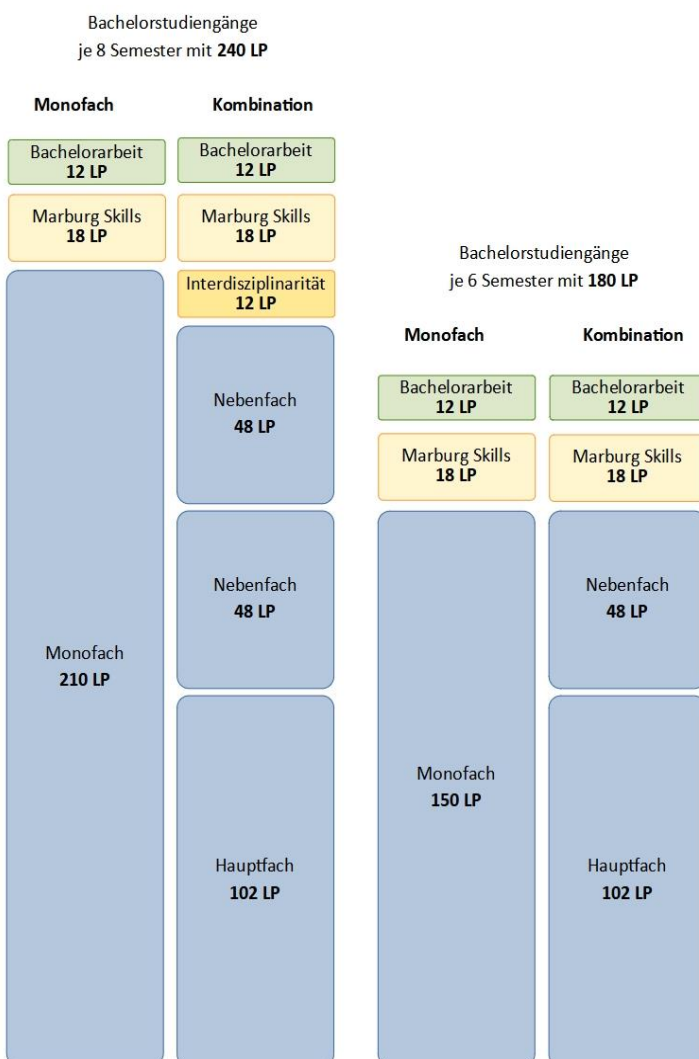 Bachelorstudiengänge
je 8 Semester mit 240 LP
Monofach
Kombination
Bachelorarbeit
12 LP
Marburg Skills
18 LP
Monofach
210 LP
Bachelorarbeit
12 LP
Marburg Skills
18 LP
Interdisziplinarität
12 LP
Nebenfach
48 LP
Nebenfach
48 LP
Hauptfach
102 LP
Bachelorstudiengänge
je 6 Semester mit 180 LP
Monofach
Kombination
Bachelorarbeit
12 LP
Marburg Skills
18 LP
Monofach
150 LP
Bachelorarbeit
12 LP
Marburg Skills
18 LP
Nebenfach
48 LP
Hauptfach
102 LP